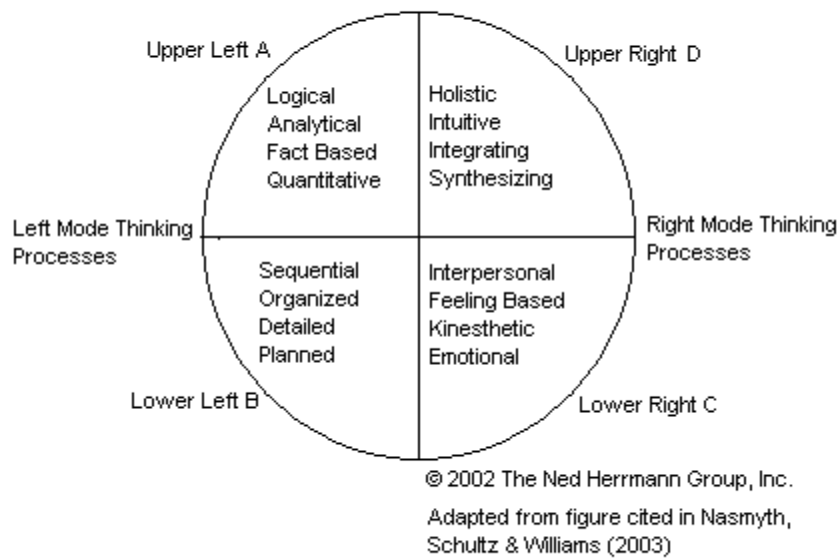 Upper Left A
Upper Right D
Logical
Analytical
Fact Based
Quantitative
Holistic
Intuitive
Integrating
Synthesizing
Left Mode Thinking
Processes
Right Mode Thinking
Processes
Sequential
Organized
Detailed
Planned
Interpersonal
Feeling Based
Kinesthetic
Emotional
Lower Left B
Lower Right C
© 2002 The Ned Herrmann Group, Inc.
Adapted from figure cited in Nasmyth,
Schultz & Williams (2003)